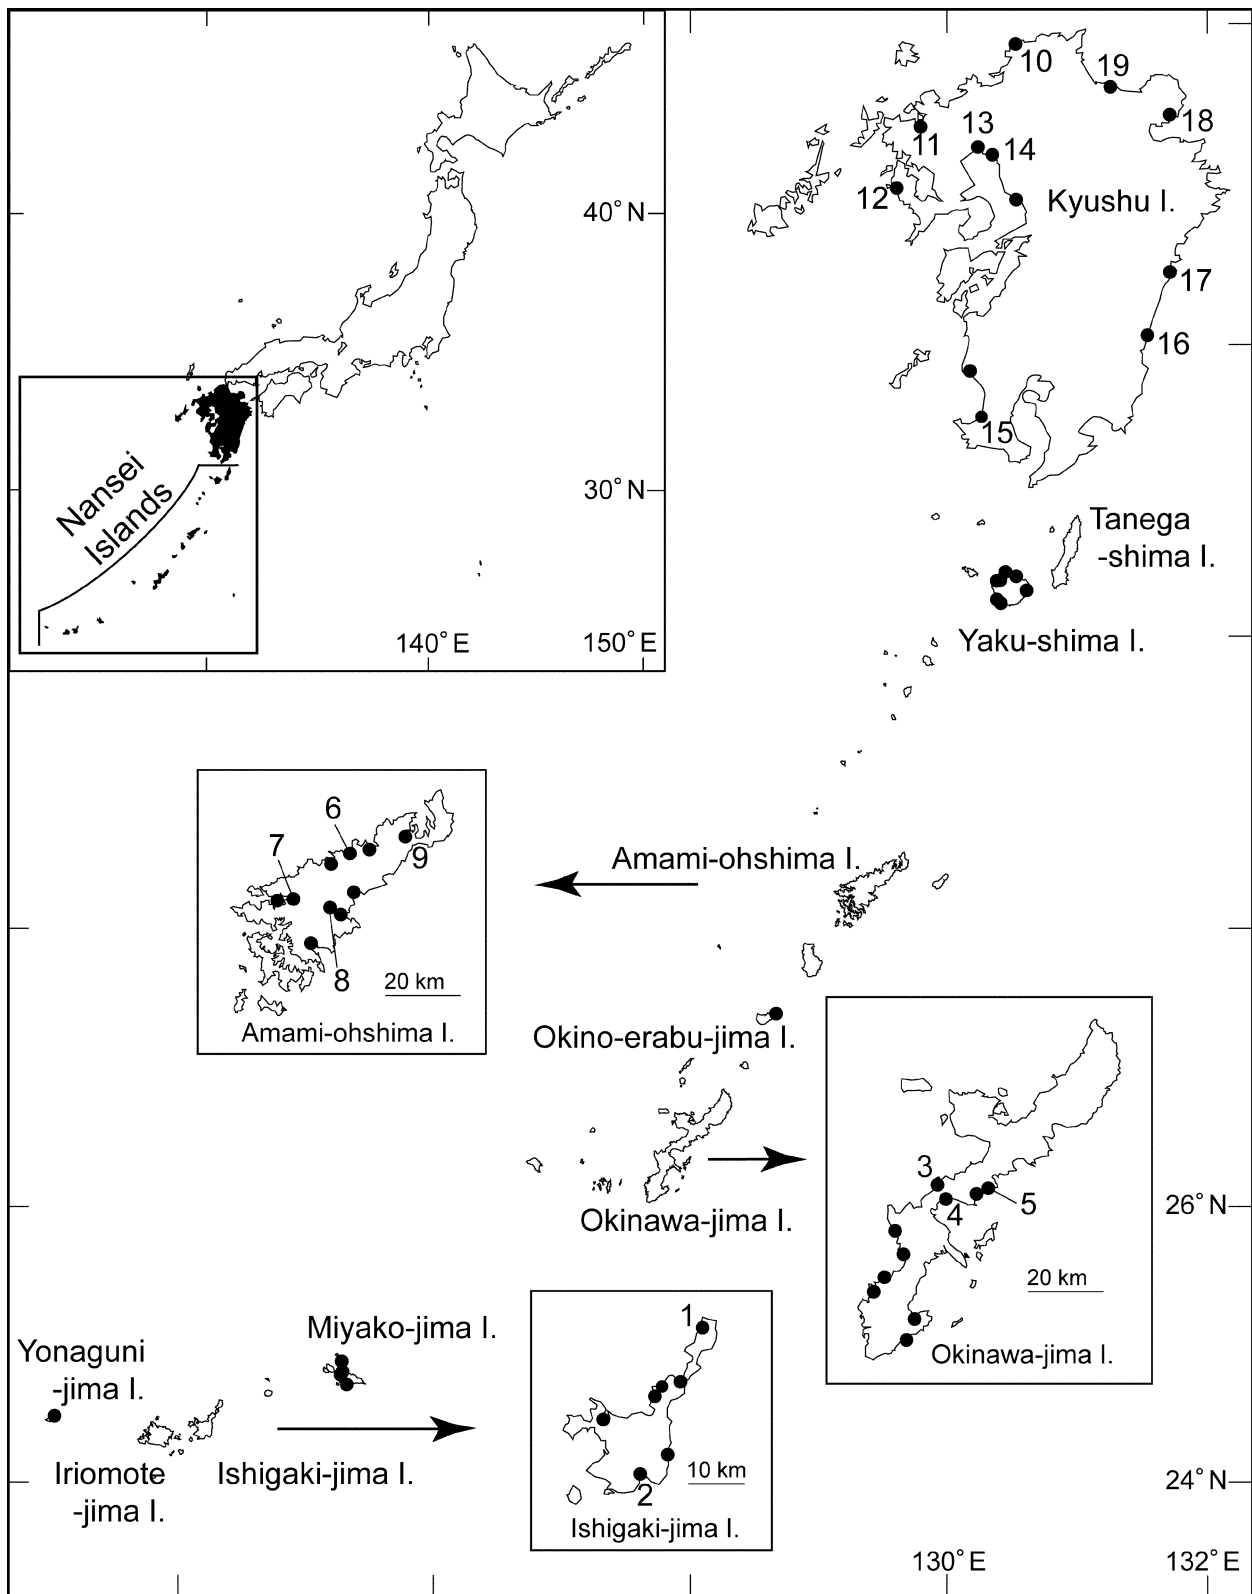 10
19
18
11
13
14
12
Kyushu I.
17
16
15
40°N
30°N
Nansei
Islands
140°E
150°E
Tanega
-shima I.
Yaku-shima I.
6
7
9
8
20 km
Amami-ohshima I.
Amami-ohshima I.
Okino-erabu-jima I.
Okinawa-jima I.
3
4
5
20 km
Okinawa-jima I.
26°N
Miyako-jima I.
Yonaguni
-jima I.
Iriomote
-jima I.
Ishigaki-jima I.
1
2
10 km
Ishigaki-jima I.
24°N
130°E
132°E